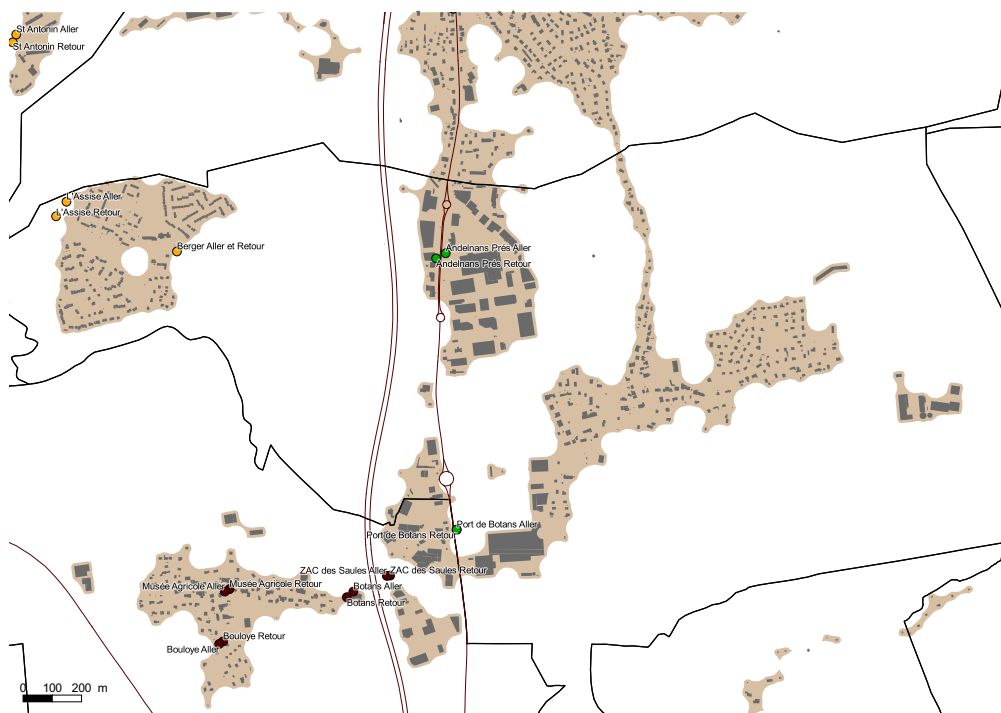 St Antonin Aller
St Antonin Retour
L'Assise Aller
L'Assise Retour
Berger Aller et Retour
Andelnans Prés Aller
Andelnans Prés Retour
Port de Botans Aller
Port de Botans Retour
ZAC des Saules Aller ZAC des Saules Retour
Musée Agricole Aller Musée Agricole Retour
Botans Aller
Botans Retour
Bouloye Retour
Bouloye Aller
0 100 200 m